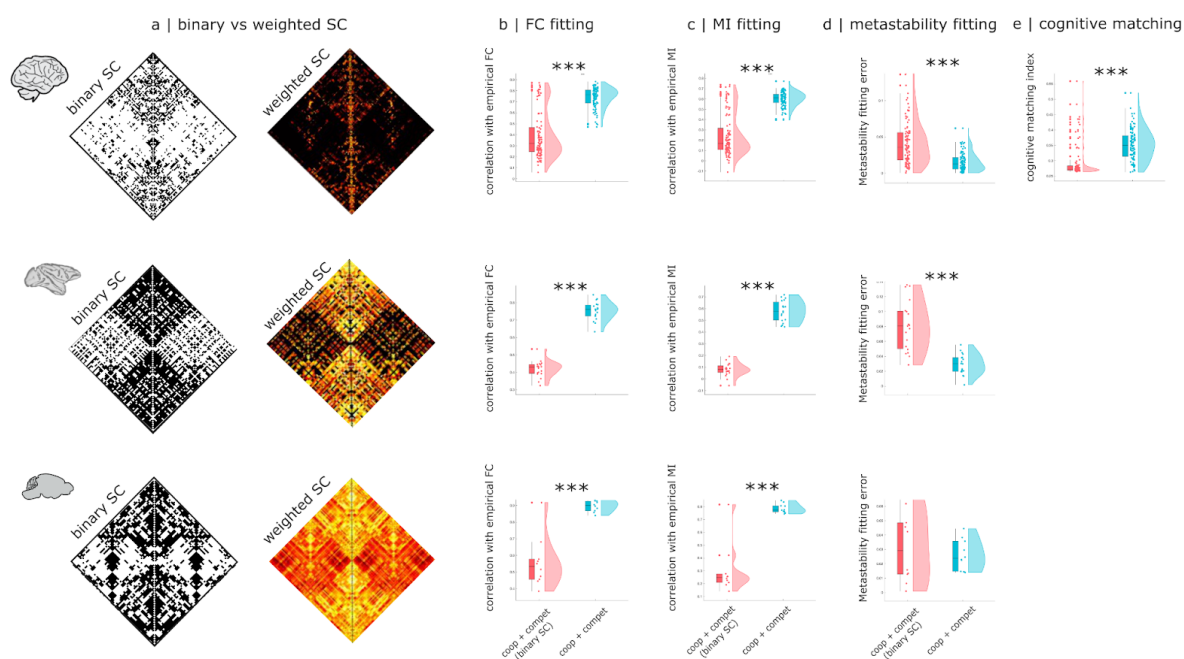 a | binary vs weighted SC
b | FC fitting
c | MI fitting
d | metastability fitting
e | cognitive matching
binary SC
weighted SC
correlation with empirical FC
***
correlation with empirical MI
***
Metastability fitting error
***
cognitive matching index
***
binary SC
weighted SC
correlation with empirical FC
***
correlation with empirical MI
***
Metastability fitting error
***
binary SC
weighted SC
correlation with empirical FC
***
correlation with empirical MI
***
Metastability fitting error
coop + compet
(binary SC)
coop + compet
coop + compet
(binary SC)
coop + compet
coop + compet
(binary SC)
coop + compet